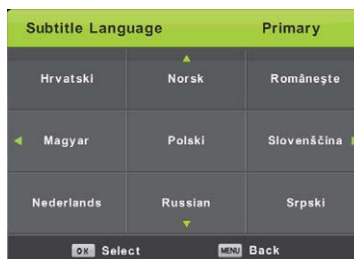 Subtitle Language Primary
Hrvatski Norsk Româneşte
Magyar Polski Slovenščina
Nederlands Russian Srpski
OK Select MENU Back